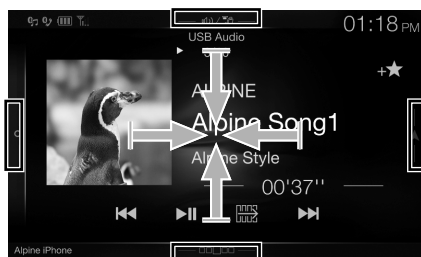 01:18 PM
USB Audio
ALPINE
Alpine Song1
Alpine Style
00'37''
Alpine iPhone